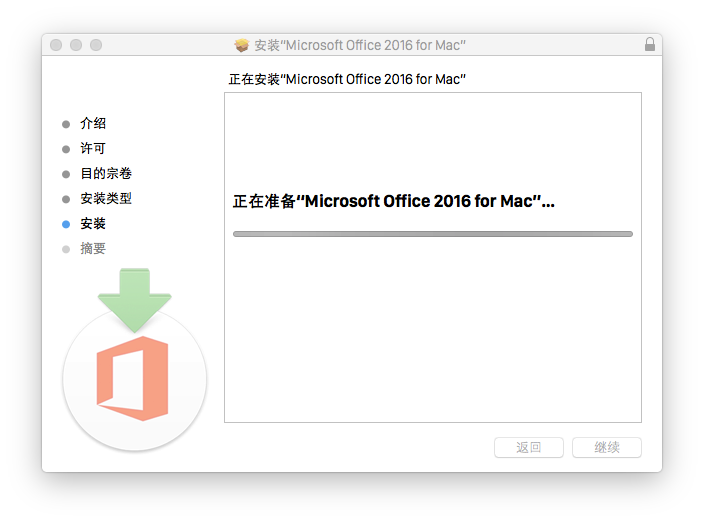 安装“Microsoft Office 2016 for Mac”
正在安装“Microsoft Office 2016 for Mac”
介绍
许可
目的宗卷
安装类型
安装
摘要
正在准备“Microsoft Office 2016 for Mac”...
返回
继续